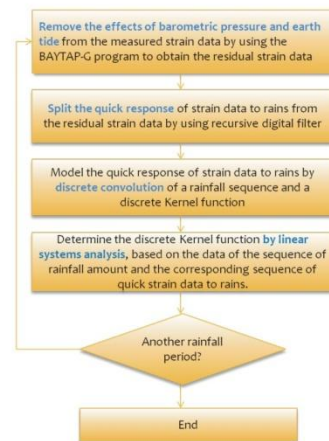 Remove the effects of barometric pressure and earth
tide from the measured strain data by using the
BAYTAP-G program to obtain the residual strain data
Split the quick response of strain data to rains from
the residual strain data by using recursive digital filter
Model the quick response of strain data to rains by
discrete convolution of a rainfall sequence and a
discrete Kernel function
Determine the discrete Kernel function by linear
systems analysis, based on the data of the sequence of
rainfall amount and the corresponding sequence of
quick strain data to rains.
Another rainfall
period?
End